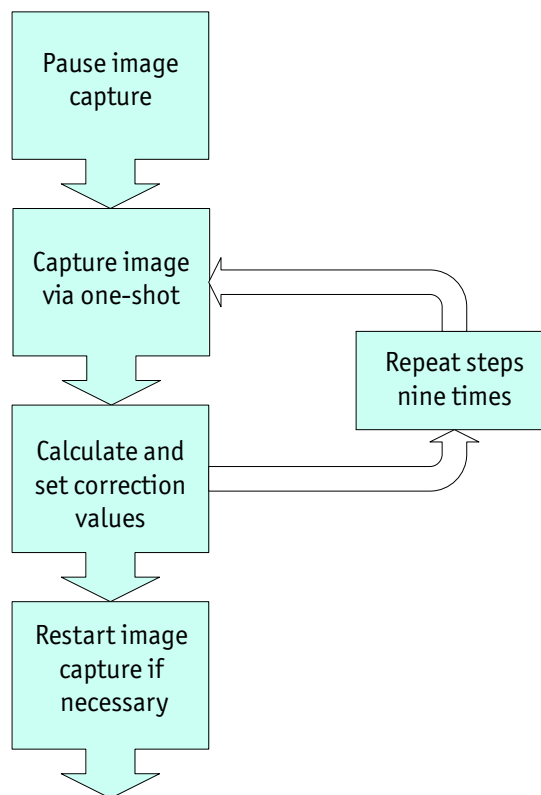 Pause image
capture
Capture image
via one-shot
Repeat steps
nine times
Calculate and
set correction
values
Restart image
capture if
necessary